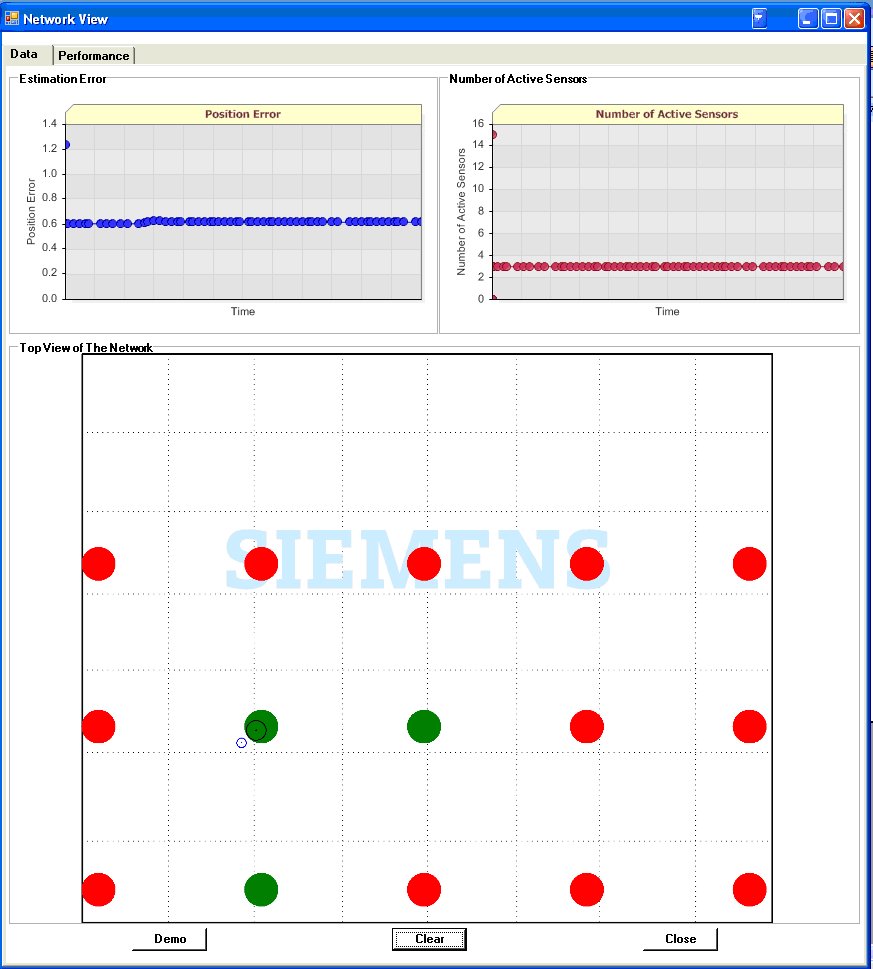 Network View
Data Performance
Estimation Error
Number of Active Sensors
Position Error
1.4
1.2
1.0
0.8
0.6
0.4
0.2
0.0
Position Error
Time
Number of Active Sensors
16
14
12
10
8
6
4
2
0
Number of Active Sensors
Time
Top View of The Network
SIEMENS
Demo Clear Close